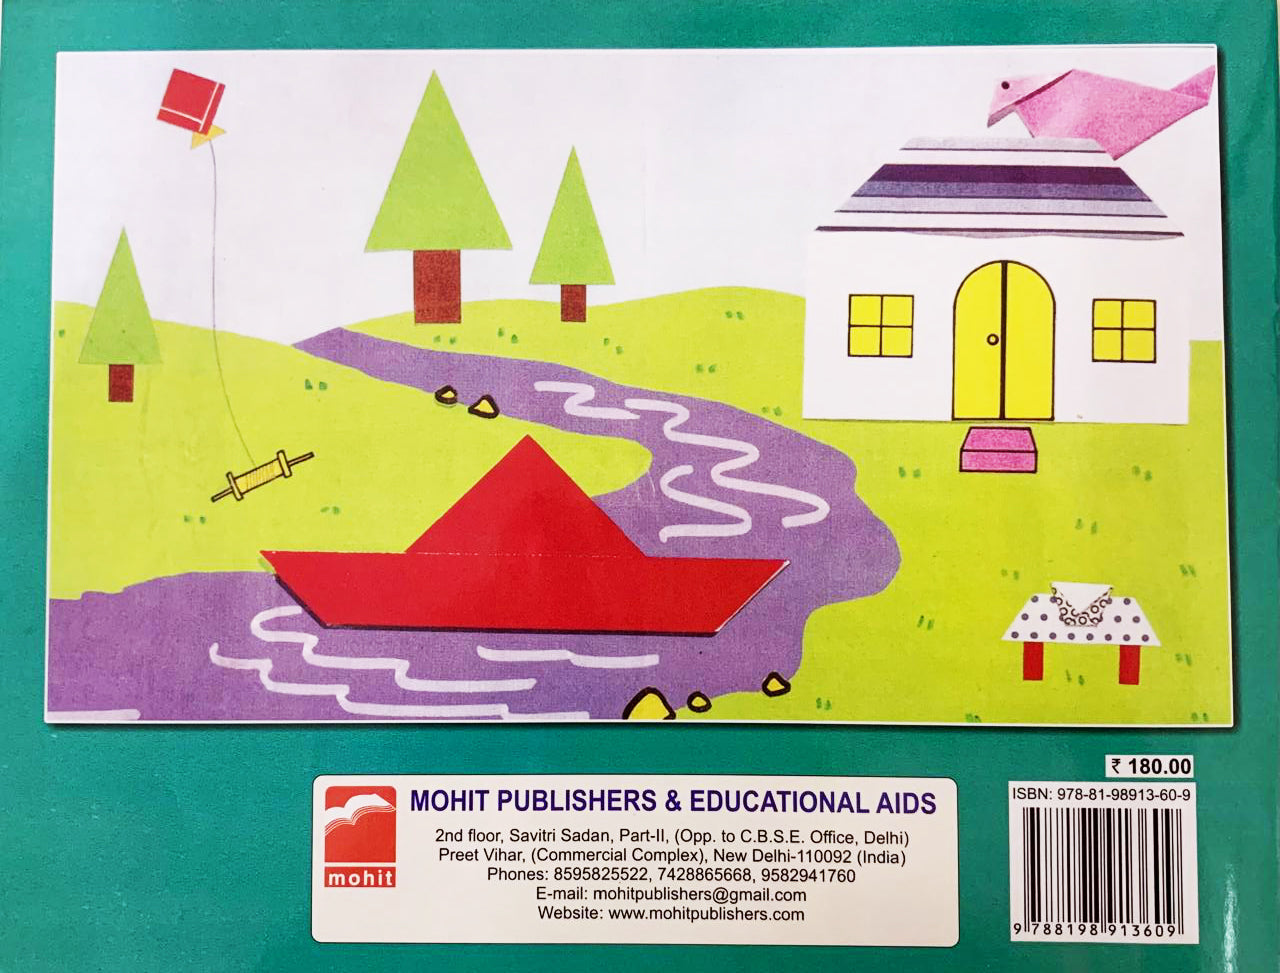 ₹ 180.00
ISBN: 978-81-98913-60-9
9 788198 913609
mohit
MOHIT PUBLISHERS & EDUCATIONAL AIDS
2nd floor, Savitri Sadan, Part-II, (Opp. to C.B.S.E. Office, Delhi)
Preet Vihar, (Commercial Complex), New Delhi-110092 (India)
Phones: 8595825522, 7428865668, 9582941760
E-mail: mohitpublishers@gmail.com
Website: www.mohitpublishers.com